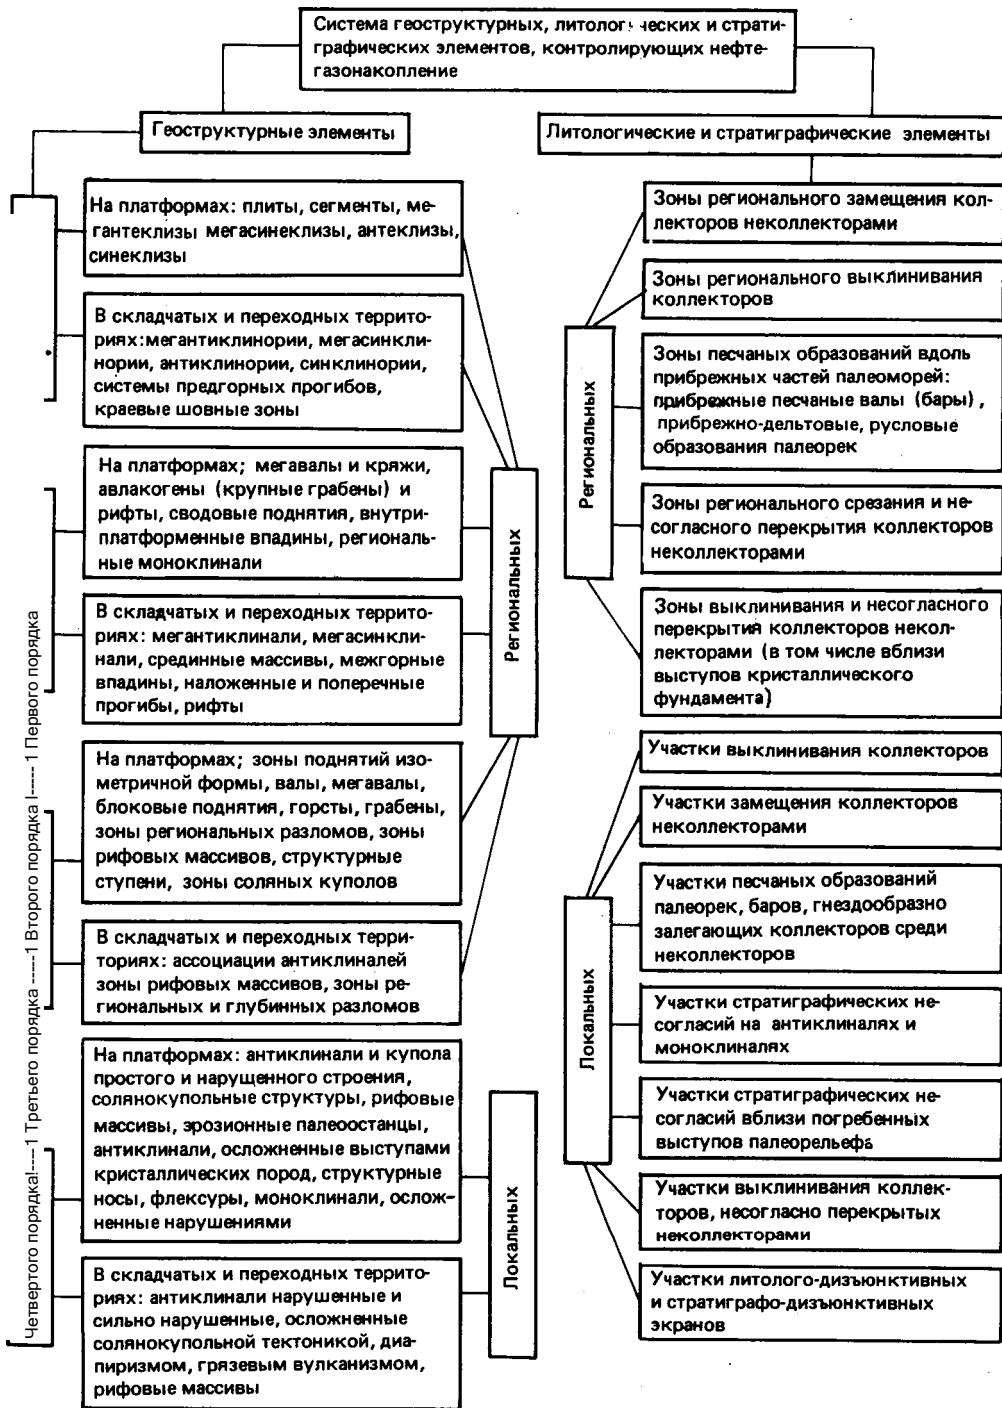 Система геоструктурных, литологических и страти-
графических элементов, контролирующих нефте-
газонакопление
Геоструктурные элементы
Литологические и стратиграфические элементы
На платформах: плиты, сегменты, ме-
гантеклизы мегасинеклизы, антеклизы,
синеклизы
В складчатых и переходных террито-
риях:мегантиклинории, мегасинкли-
нории, антиклинории, синклинории,
системы предгорных прогибов,
краевые шовные зоны
На платформах; мегавалы и кряжи,
авлакогены (крупные грабены) и
рифты, сводовые поднятия, внутри-
платформенные впадины, региональ-
ные моноклинали
В складчатых и переходных террито-
риях: мегантиклинали, мегасинкли-
нали, срединные массивы, межгорные
впадины, наложенные и поперечные
прогибы, рифты
На платформах; зоны поднятий изо-
метричной формы, валы, мегавалы,
блоковые поднятия, горсты, грабены,
зоны региональных разломов, зоны
рифовых массивов, структурные
ступени, зоны соляных куполов
В складчатых и переходных терри-
ториях: ассоциации антиклиналей
зоны рифовых массивов, зоны ре-
гиональных и глубинных разломов
На платформах: антиклинали и купола
простого и нарущенного строения,
солянокупольные структуры, рифовые
массивы, эрозионные палеоостанцы,
антиклинали, осложненные выступами
кристаллических пород, структурные
носы, флексуры, моноклинали, ослож-
ненные нарушениями
В складчатых и переходных террито-
риях: антиклинали нарушенные и
сильно нарушенные, осложненные
солянокупольной тектоникой, диа-
пиризмом, грязевым вулканизмом,
рифовые массивы
Четвертого порядка!----1 Третьего порядка -----1 Второго порядка I----- 1 Первого порядка
Региональных
Локальных
Региональных
Локальных
Зоны регионального замещения кол-
лекторов неколлекторами
Зоны регионального выклинивания
коллекторов
Зоны песчаных образований вдоль
прибрежных частей палеоморей:
прибрежные песчаные валы (бары) ,
прибрежно-дельтовые, русловые
образования палеорек
Зоны регионального срезания и не-
согласного перекрытия коллекторов
неколлекторами
Зоны выклинивания и несогласного
перекрытия коллекторов некол-
лекторами (в том числе вблизи
выступов кристаллического
фундамента)
Участки выклинивания коллекторов
Участки замещения коллекторов
неколлекторами
Участки песчаных образований
палеорек, баров, гнездообразно
залегающих коллекторов среди
неколлекторов
Участки стратиграфических не-
согласий на антиклиналях и
моноклиналях
Участки стратиграфических не-
согласий вблизи погребенных
выступов палеорельефа
Участки выклинивания коллек-
торов, несогласно перекрытых
неколлекторами
Участки литолого-дизъюнктивных
и стратиграфо-дизъюнктивных
экранов